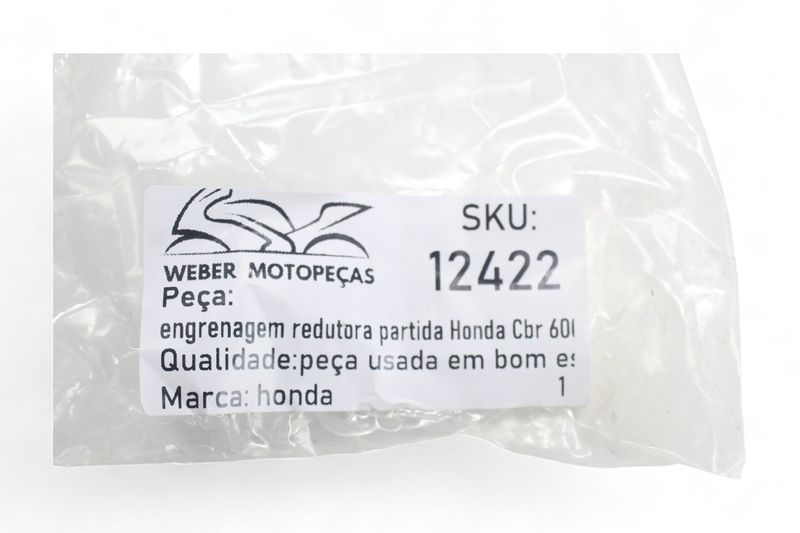 WEBER MOTOPEÇAS
SKU:
12422
Peça:
engrenagem redutora partida Honda Cbr
Qualidade:peça usada em bom
Marca: honda
1